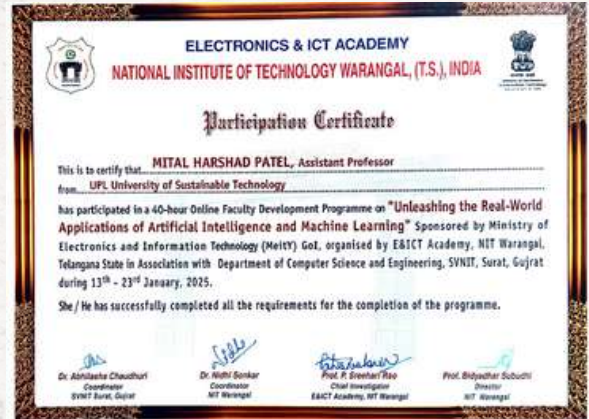 ELECTRONICS & ICT ACADEMY
NATIONAL INSTITUTE OF TECHNOLOGY WARANGAL, (T.S.), INDIA
Participation Certificate
This is to certify that MITAL HARSHAD PATEL, Assistant Professor
from UPL University of Sustainable Technology
has participated in a 40-hour Online Faculty Development Programme on "Unleashing the Real-World
Applications of Artificial Intelligence and Machine Learning" Sponsored by Ministry of
Electronics and Information Technology (MeitY) GoI, organised by E&ICT Academy, NIT Warangal,
Telangana State in Association with Department of Computer Science and Engineering, SVNIT, Surat, Gujrat
during 13th - 23rd January, 2025.
She / He has successfully completed all the requirements for the completion of the programme.
Dr. Abhilasha Chaudhuri
Coordinator
SVNIT Surat, Gujrat
Dr. Nidhi Sonkar
Coordinator
NIT Warangal
Prof. P. Sreehari Rao
Chief Investigator
E&ICT Academy, NIT Warangal
Prof. Bidyadhar Subudhi
Director
NIT Warangal